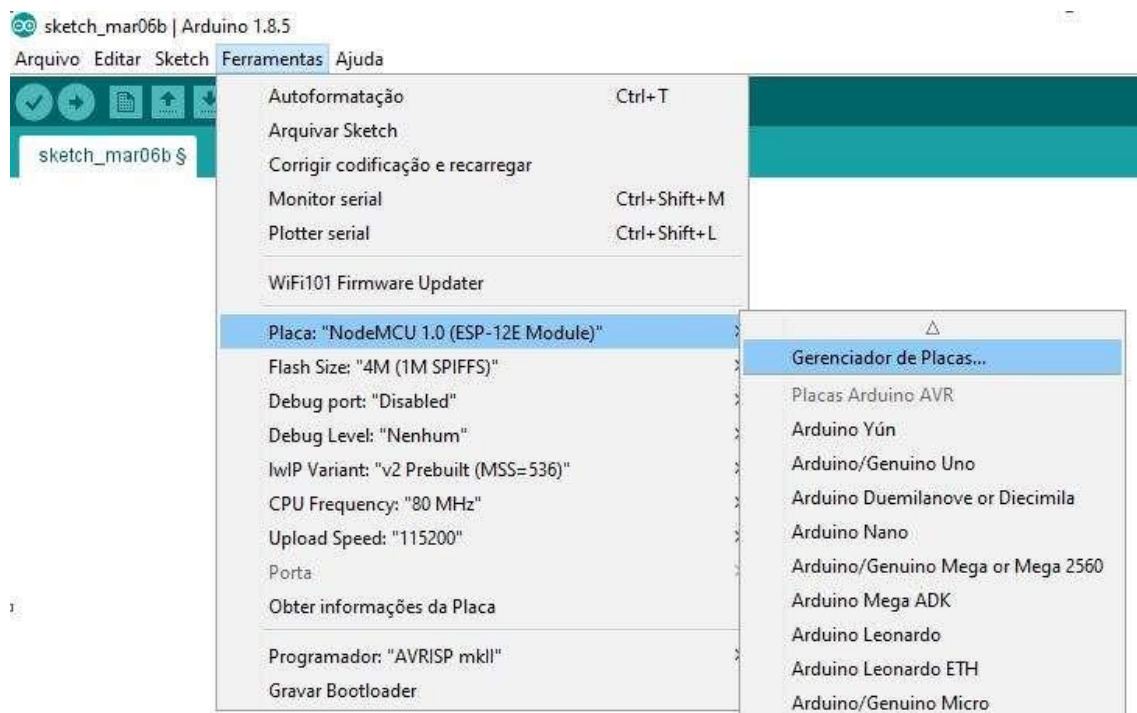 sketch_mar06b | Arduino 1.8.5
Arquivo Editar Sketch Ferramentas Ajuda
sketch_mar06b §
Autoformatação Ctrl+T
Arquivar Sketch
Corrigir codificação e recarregar
Monitor serial Ctrl+Shift+M
Plotter serial Ctrl+Shift+L
WiFi101 Firmware Updater
Placa: "NodeMCU 1.0 (ESP-12E Module)"
Flash Size: "4M (1M SPIFFS)"
Debug port: "Disabled"
Debug Level: "Nenhum"
lwIP Variant: "v2 Prebuilt (MSS=536)"
CPU Frequency: "80 MHz"
Upload Speed: "115200"
Porta
Obter informações da Placa
Programador: "AVRISP mkII"
Gravar Bootloader
Gerenciador de Placas...
Placas Arduino AVR
Arduino Yún
Arduino/Genuino Uno
Arduino Duemilanove or Diecimila
Arduino Nano
Arduino/Genuino Mega or Mega 2560
Arduino Mega ADK
Arduino Leonardo
Arduino Leonardo ETH
Arduino/Genuino Micro